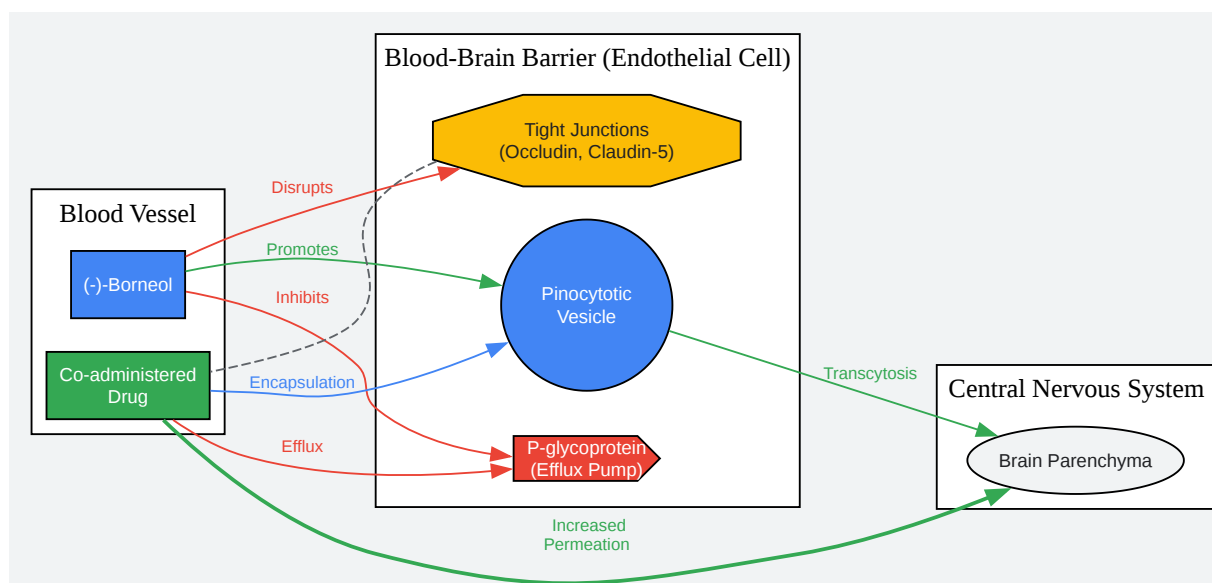 Blood-Brain Barrier (Endothelial Cell)
Tight Junctions
(Occludin, Claudin-5)
Disrupts
Blood Vessel
Promotes
(-)-Borneol
Inhibits
Pinocytotic
Vesicle
Co-administered
Drug
Encapsulation
Transcytosis
Central Nervous System
Efflux
P-glycoprotein
(Efflux Pump)
Brain Parenchyma
Increased
Permeation